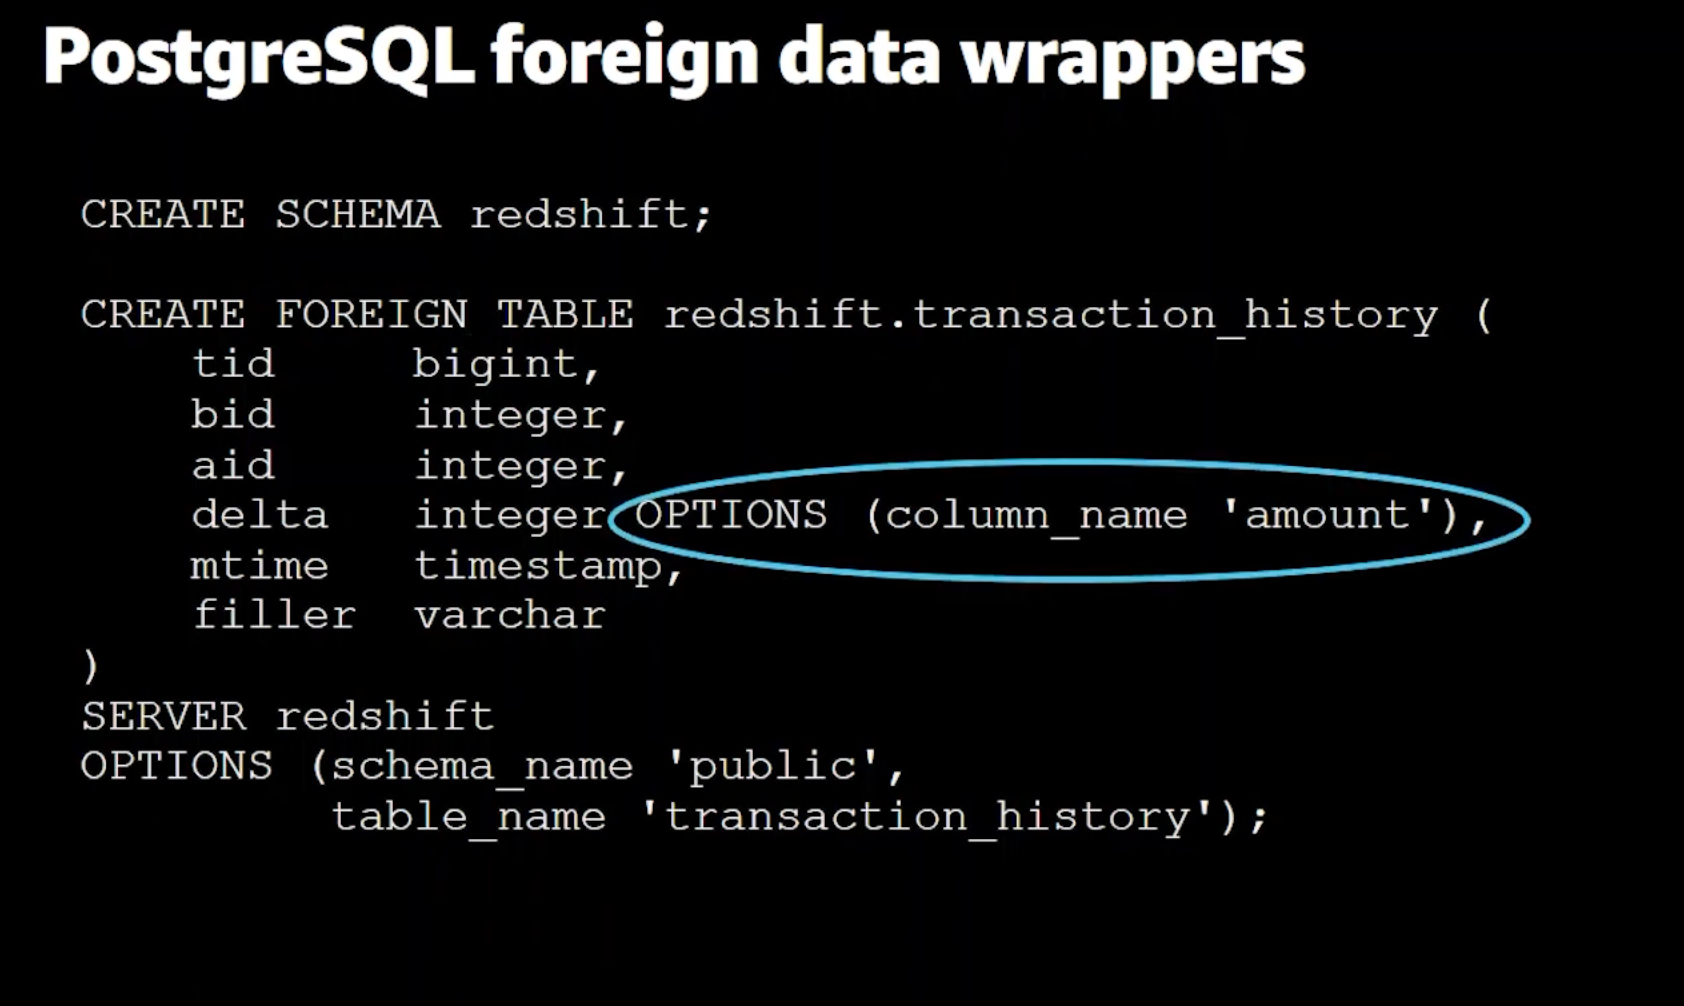 PostgreSQL foreign data wrappers
CREATE SCHEMA redshift;
CREATE FOREIGN TABLE redshift.transaction_history (
tid bigint,
bid integer,
aid integer,
delta integer OPTIONS (column_name 'amount'),
mtime timestamp,
filler varchar
)
SERVER redshift
OPTIONS (schema_name 'public',
table_name 'transaction_history');